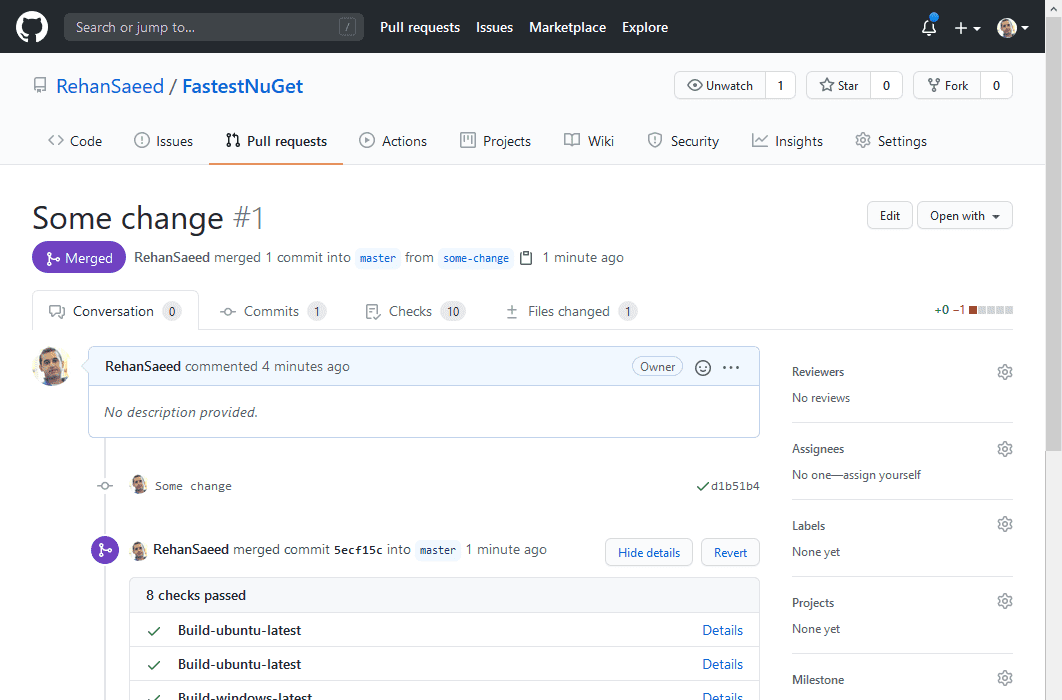 Search or jump to... / Pull requests Issues Marketplace Explore
RehanSaeed / FastestNuGet Unwatch 1 Star 0 Fork 0
Code Issues Pull requests Actions Projects Wiki Security Insights Settings
Some change #1 Edit Open with
Merged RehanSaeed merged 1 commit into master from some-change 1 minute ago
Conversation 0 Commits 1 Checks 10 Files changed 1 +0 −1
RehanSaeed commented 4 minutes ago Owner ...
No description provided.
Reviewers
No reviews
Assignees
No one—assign yourself
Some change d1b51b4
Labels
None yet
RehanSaeed merged commit 5ecf15c into master 1 minute ago Hide details Revert
8 checks passed
Build-ubuntu-latest Details
Build-ubuntu-latest Details
Build-windows-latest Details
Projects
None yet
Milestone